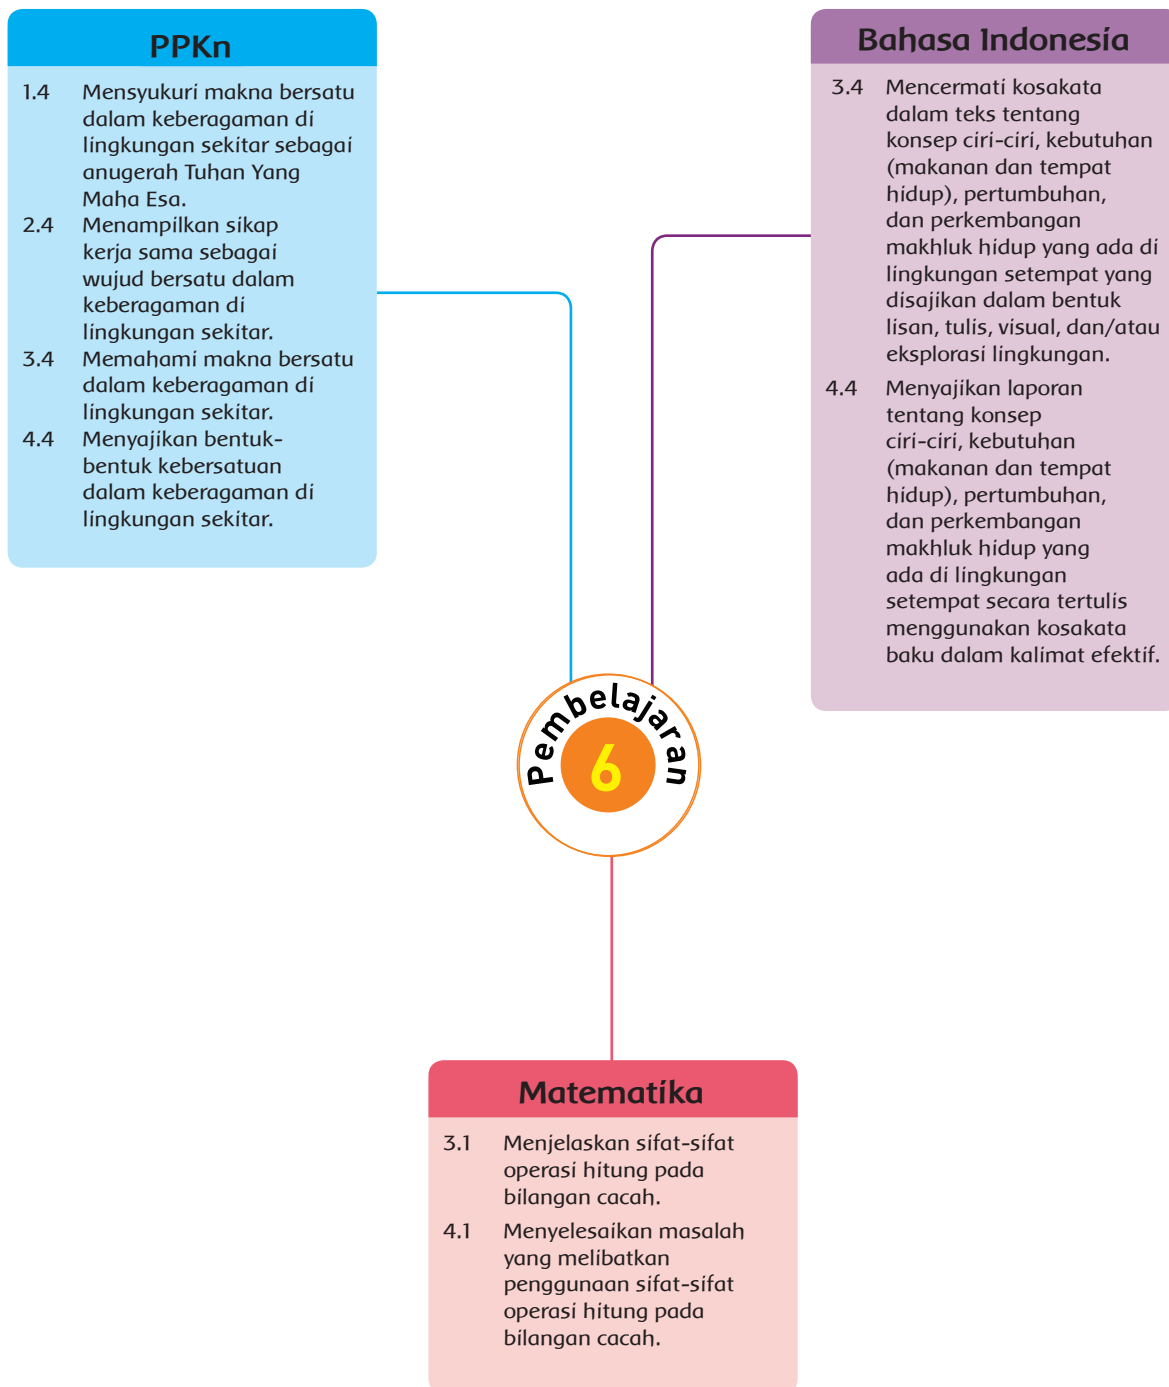 PPKn
1.4 Mensyukuri makna bersatu
dalam keberagaman di
lingkungan sekitar sebagai
anugerah Tuhan Yang
Maha Esa.
2.4 Menampilkan sikap
kerja sama sebagai
wujud bersatu dalam
keberagaman di
lingkungan sekitar.
3.4 Memahami makna bersatu
dalam keberagaman di
lingkungan sekitar.
4.4 Menyajikan bentuk-
bentuk kebersatuan
dalam keberagaman di
lingkungan sekitar.
Bahasa Indonesia
3.4 Mencermati kosakata
dalam teks tentang
konsep ciri-ciri, kebutuhan
(makanan dan tempat
hidup), pertumbuhan,
dan perkembangan
makhluk hidup yang ada di
lingkungan setempat yang
disajikan dalam bentuk
lisan, tulis, visual, dan/atau
eksplorasi lingkungan.
4.4 Menyajikan laporan
tentang konsep
ciri-ciri, kebutuhan
(makanan dan tempat
hidup), pertumbuhan,
dan perkembangan
makhluk hidup yang
ada di lingkungan
setempat secara tertulis
menggunakan kosakata
baku dalam kalimat efektif.
Pembelajaran
6
Matematika
3.1 Menjelaskan sifat-sifat
operasi hitung pada
bilangan cacah.
4.1 Menyelesaikan masalah
yang melibatkan
penggunaan sifat-sifat
operasi hitung pada
bilangan cacah.